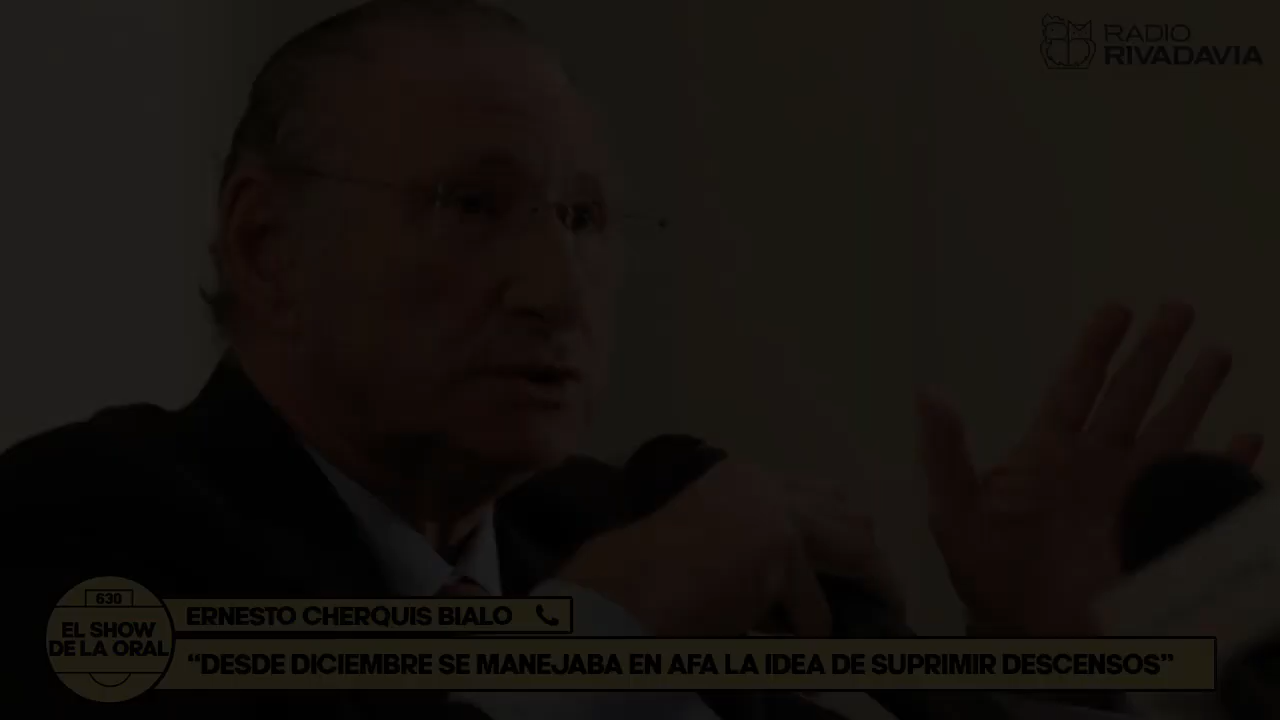 RADIO
RIVADAVIA
630
EL SHOW
DE LA ORAL
ERNESTO CHERQUIS BIALO
“DESDE DICIEMBRE SE MANEJABA EN AFA LA IDEA DE SUPRIMIR DESCENSOS”